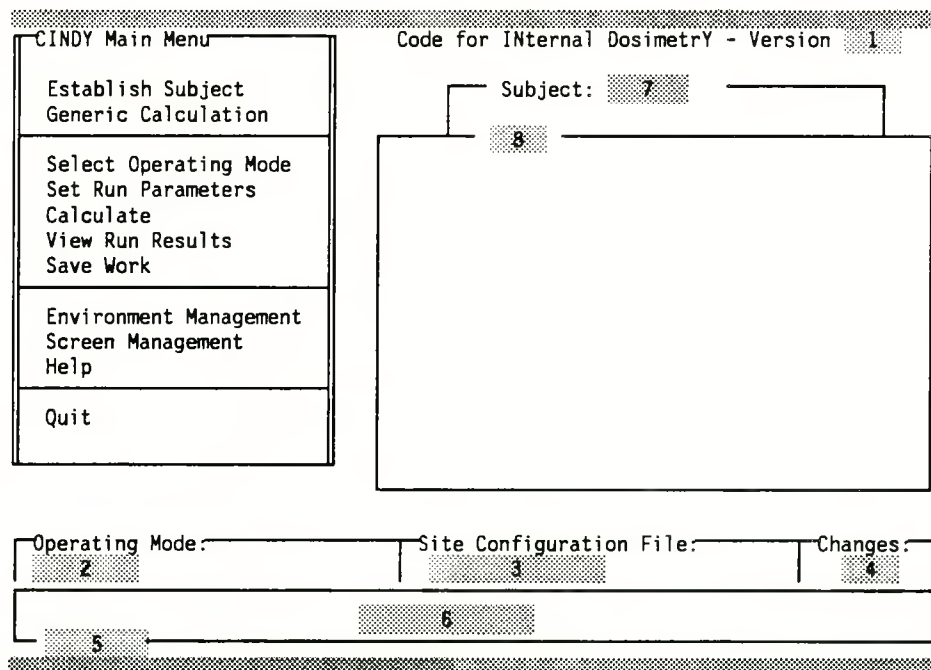 CINDY Main Menu
Code for INternal DosimetrY - Version 1
Establish Subject
Generic Calculation
Subject: 7
8
Select Operating Mode
Set Run Parameters
Calculate
View Run Results
Save Work
Environment Management
Screen Management
Help
Quit
Operating Mode:
2
Site Configuration File:
3
Changes:
4
6
5